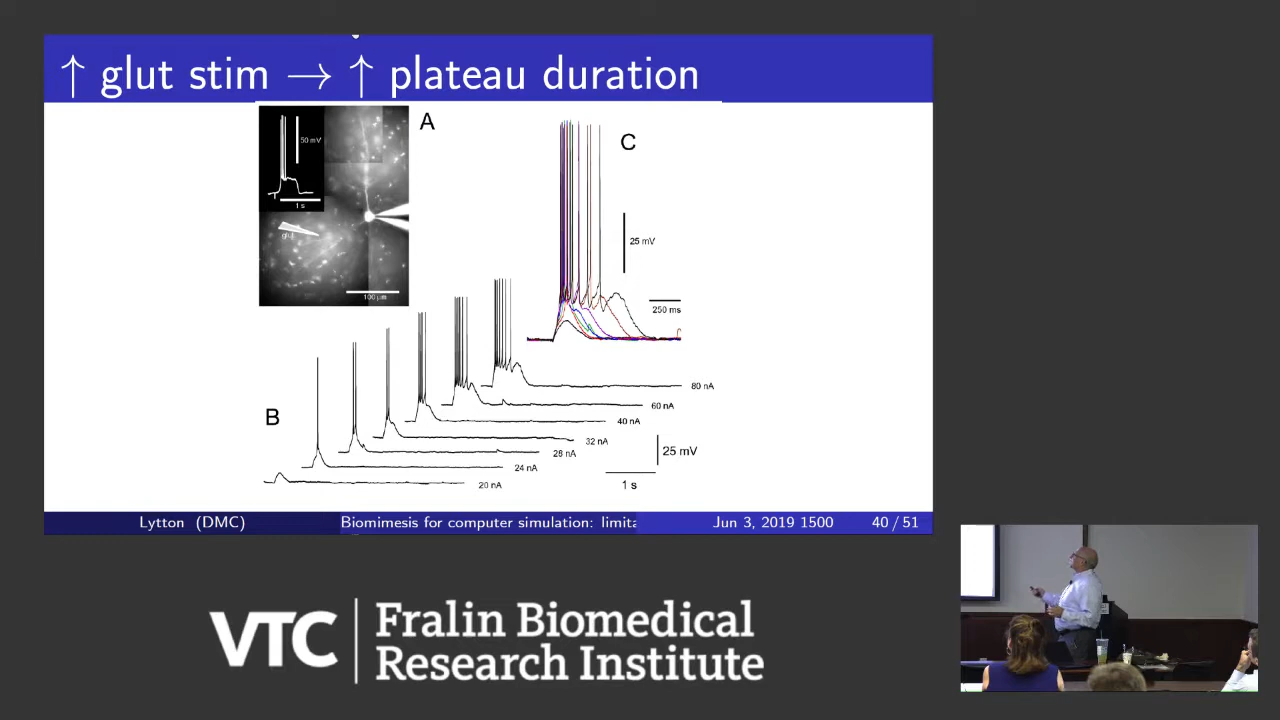 ↑ glut stim → ↑ plateau duration
A
50 mV
1 s
glut
100 µm
C
25 mV
250 ms
B
80 nA
60 nA
40 nA
32 nA
28 nA
24 nA
20 nA
25 mV
1 s
Lytton (DMC)
Biomimesis for computer simulation: limita
Jun 3, 2019 1500
40 / 51
VTC
Fralin Biomedical
Research Institute